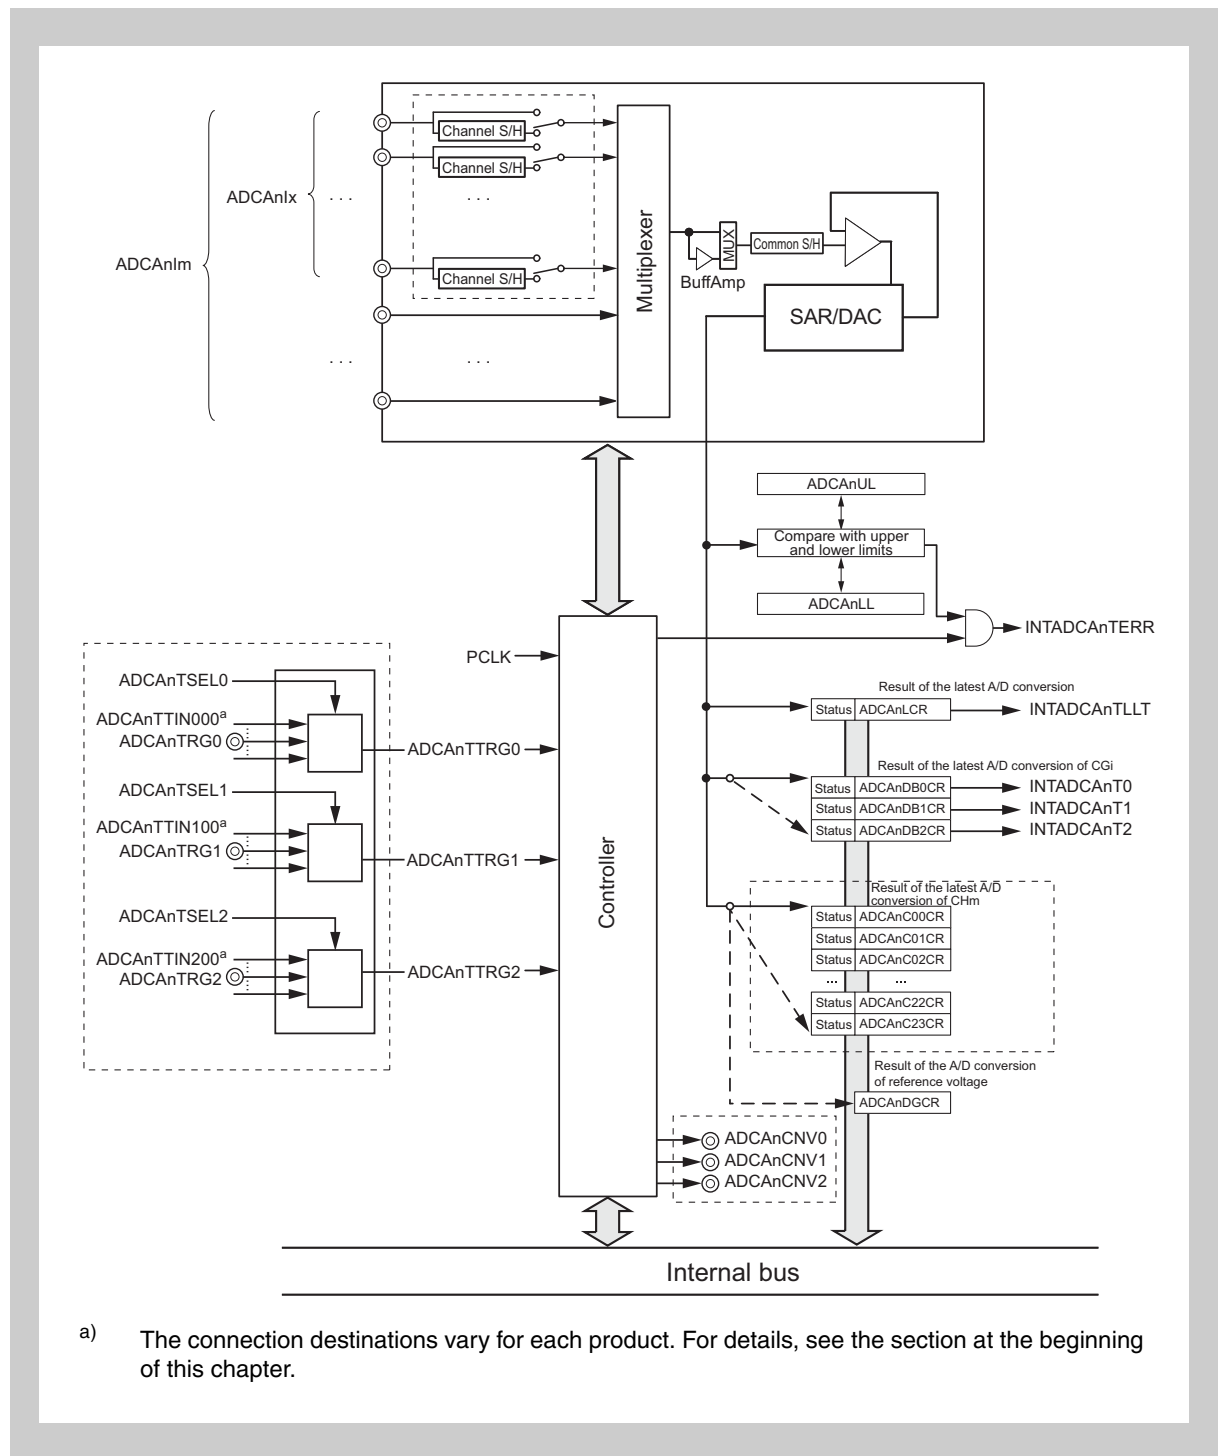 Channel S/H
Channel S/H
ADCAnIx
. . .
. . .
ADCAnIm
Channel S/H
Multiplexer
MUX
BuffAmp
Common S/H
SAR/DAC
. . .
. . .
ADCAnUL
Compare with upper
and lower limits
ADCAnLL
INTADCAnTERR
PCLK
Controller
ADCAnTSEL0
ADCAnTTIN000a
ADCAnTRG0
ADCAnTTRG0
ADCAnTSEL1
ADCAnTTIN100a
ADCAnTRG1
ADCAnTTRG1
ADCAnTSEL2
ADCAnTTIN200a
ADCAnTRG2
ADCAnTTRG2
Result of the latest A/D conversion
Status ADCAnLCR
INTADCAnTLLT
Result of the latest A/D conversion of CGi
Status ADCAnDB0CR
INTADCAnT0
Status ADCAnDB1CR
INTADCAnT1
Status ADCAnDB2CR
INTADCAnT2
Result of the latest A/D
conversion of CHm
Status ADCAnC00CR
Status ADCAnC01CR
Status ADCAnC02CR
... ...
Status ADCAnC22CR
Status ADCAnC23CR
Result of the A/D conversion
of reference voltage
ADCAnDGCR
ADCAnCNV0
ADCAnCNV1
ADCAnCNV2
Internal bus
a) The connection destinations vary for each product. For details, see the section at the beginning
of this chapter.